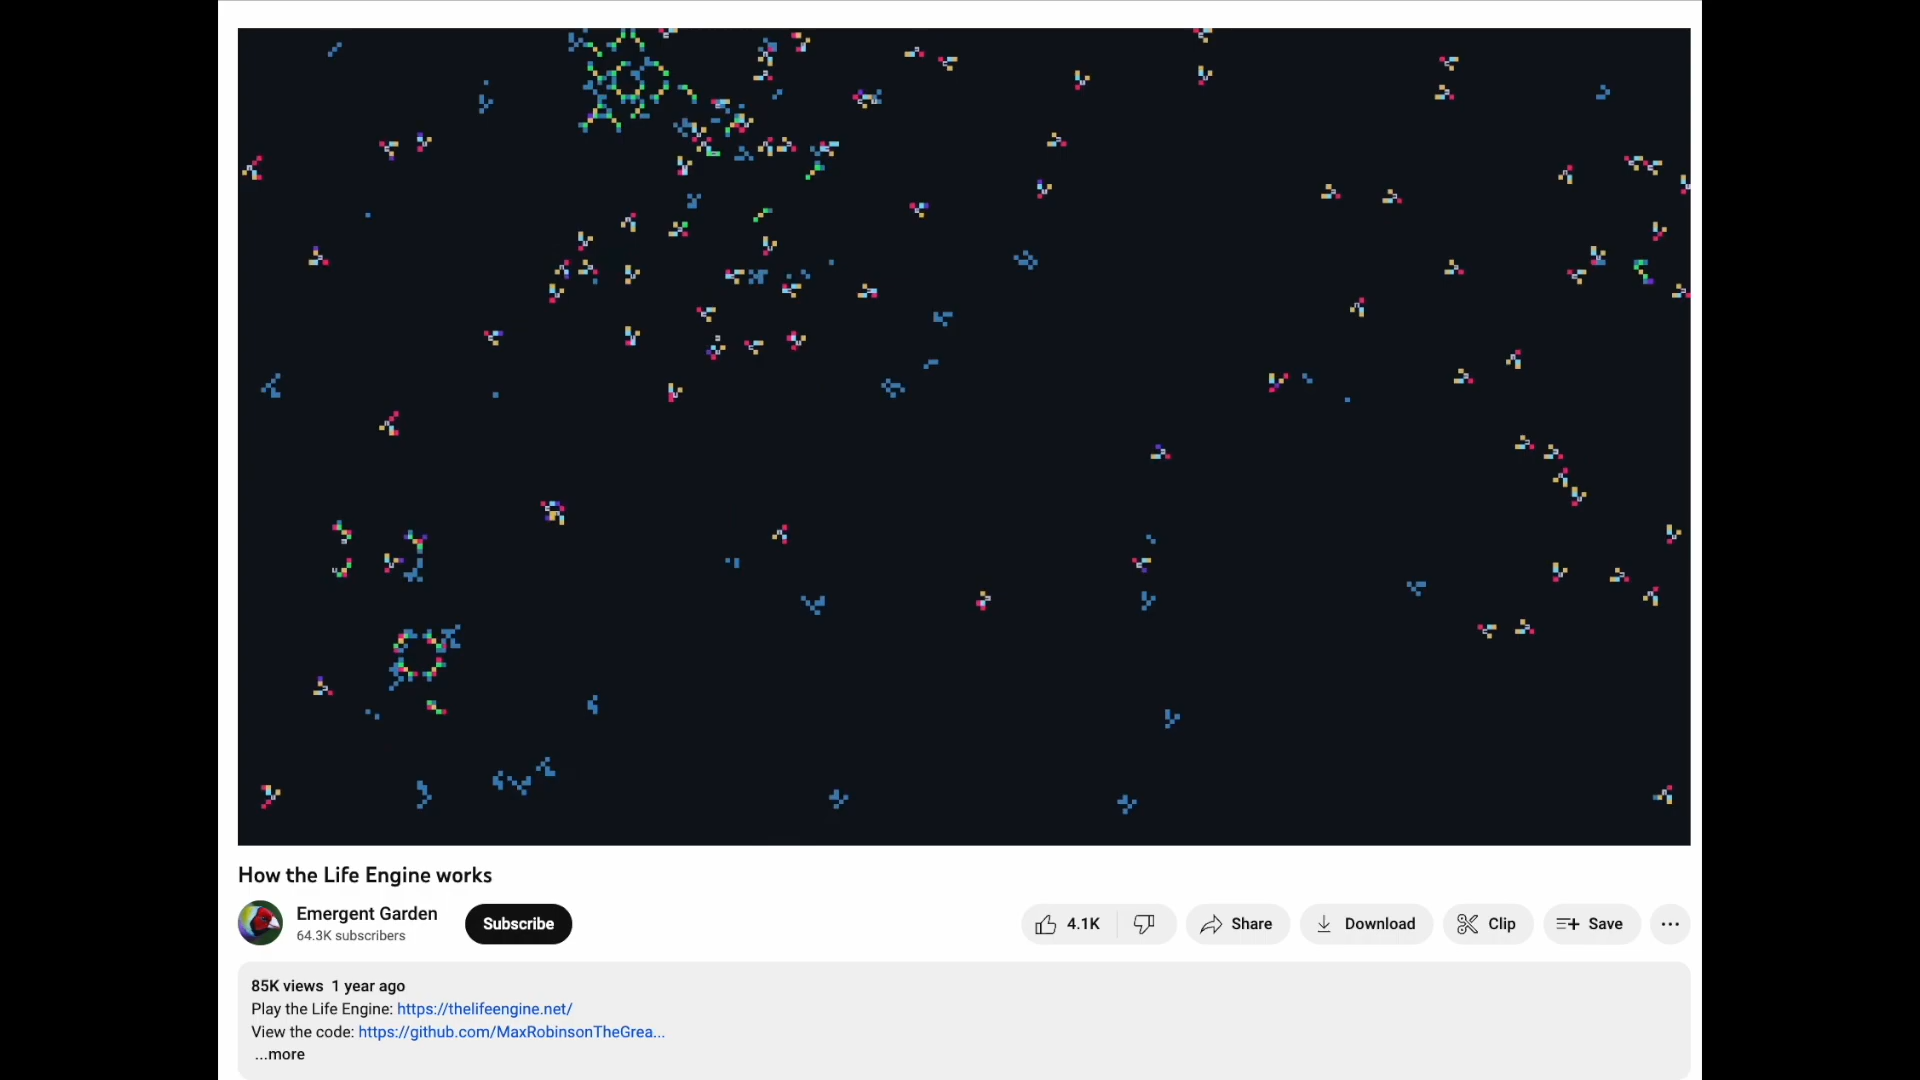 How the Life Engine works
Emergent Garden
64.3K subscribers
Subscribe
4.1K
Share
Download
Clip
Save
85K views 1 year ago
Play the Life Engine: https://thelifeengine.net/
View the code: https://github.com/MaxRobinsonTheGrea...
...more